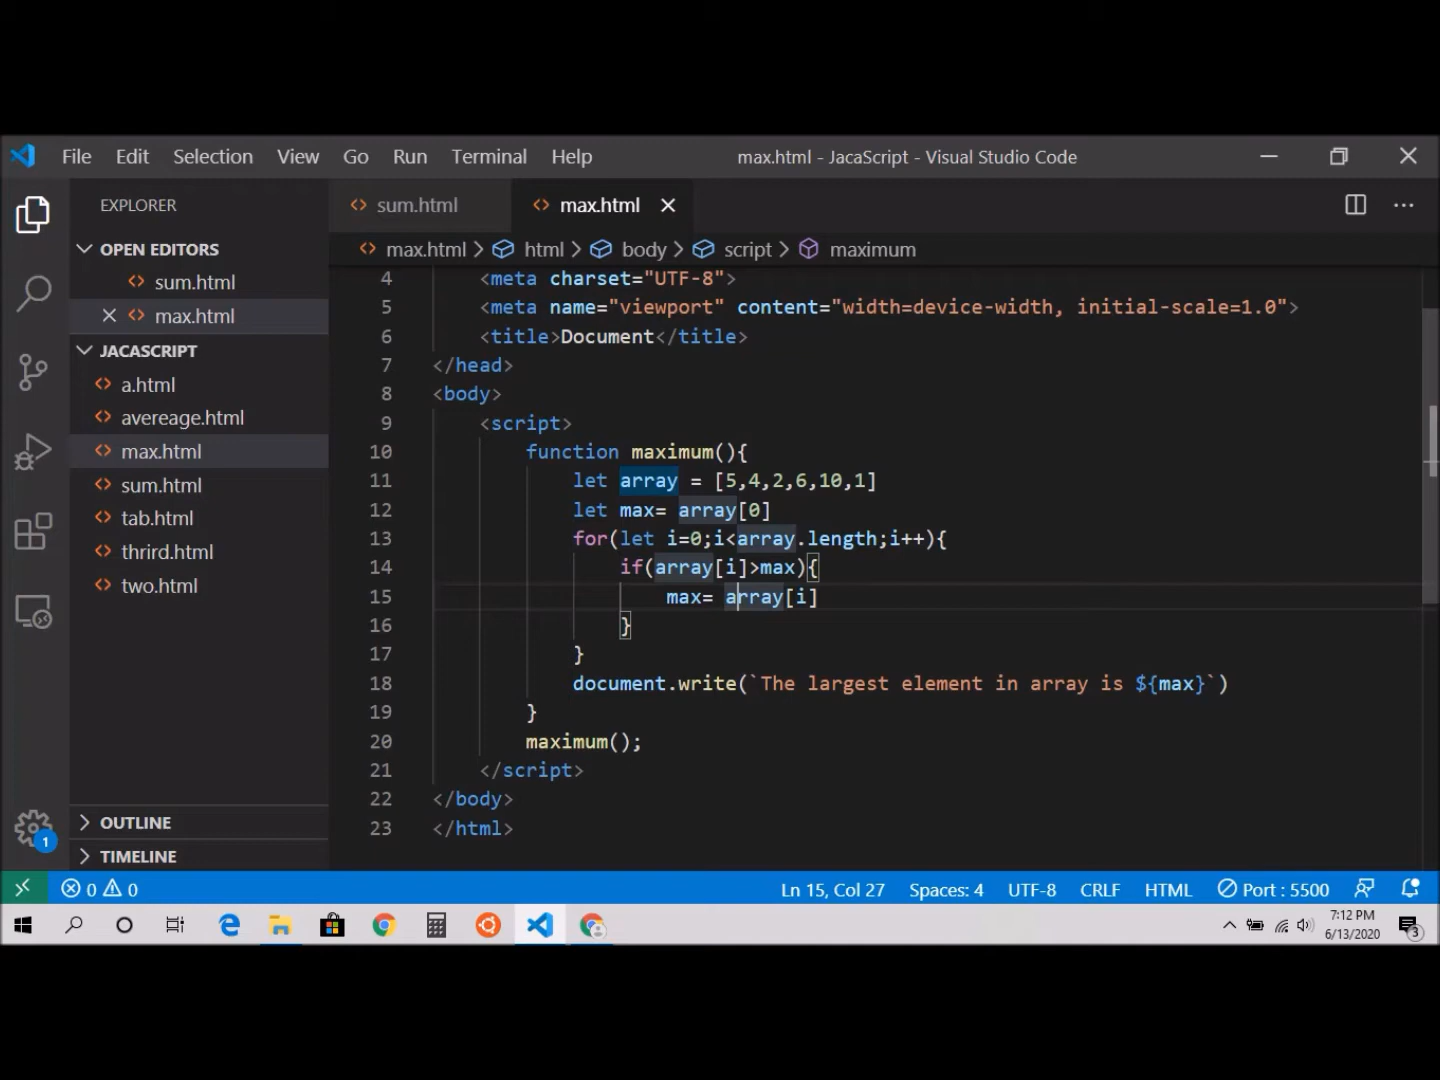 File Edit Selection View Go Run Terminal Help max.html - JacaScript - Visual Studio Code
EXPLORER
OPEN EDITORS
sum.html
max.html
JACASCRIPT
a.html
avereage.html
max.html
sum.html
tab.html
thrird.html
two.html
OUTLINE
TIMELINE
1
sum.html max.html
max.html > html > body > script > maximum
4 <meta charset="UTF-8">
5 <meta name="viewport" content="width=device-width, initial-scale=1.0">
6 <title>Document</title>
7 </head>
8 <body>
9 <script>
10 function maximum(){
11 let array = [5,4,2,6,10,1]
12 let max= array[0]
13 for(let i=0;i<array.length;i++){
14 if(array[i]>max){
15 max= array[i]
16 }
17 }
18 document.write(`The largest element in array is ${max}`)
19 }
20 maximum();
21 </script>
22 </body>
23 </html>
0 0 Ln 15, Col 27 Spaces: 4 UTF-8 CRLF HTML Port : 5500
7:12 PM
6/13/2020
3